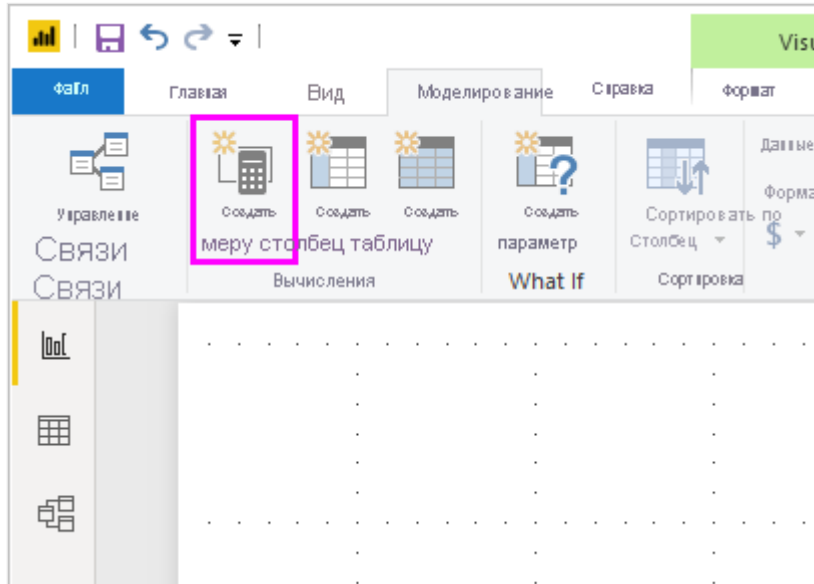 Visu
Файл Главная Вид Моделирование Справка Формат
Управление Создать Создать Создать Создать Сортировать по Данные
Связи меру столбец таблицу параметр Столбец Форма
Связи Вычисления What If Сортировка $